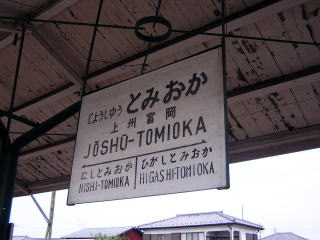 じょうしゆう とみおか
上州富岡
JŌSHŪ-TOMIOKA
にしとみおか ひがしとみおか
NISHI-TOMIOKA HIGASHI-TOMIOKA